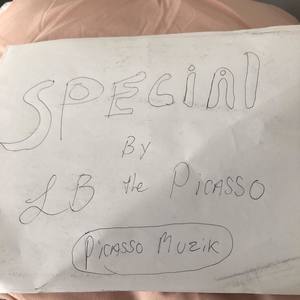 SPECIAL
BY
LB the PICASSO
PICASSO MUZIK